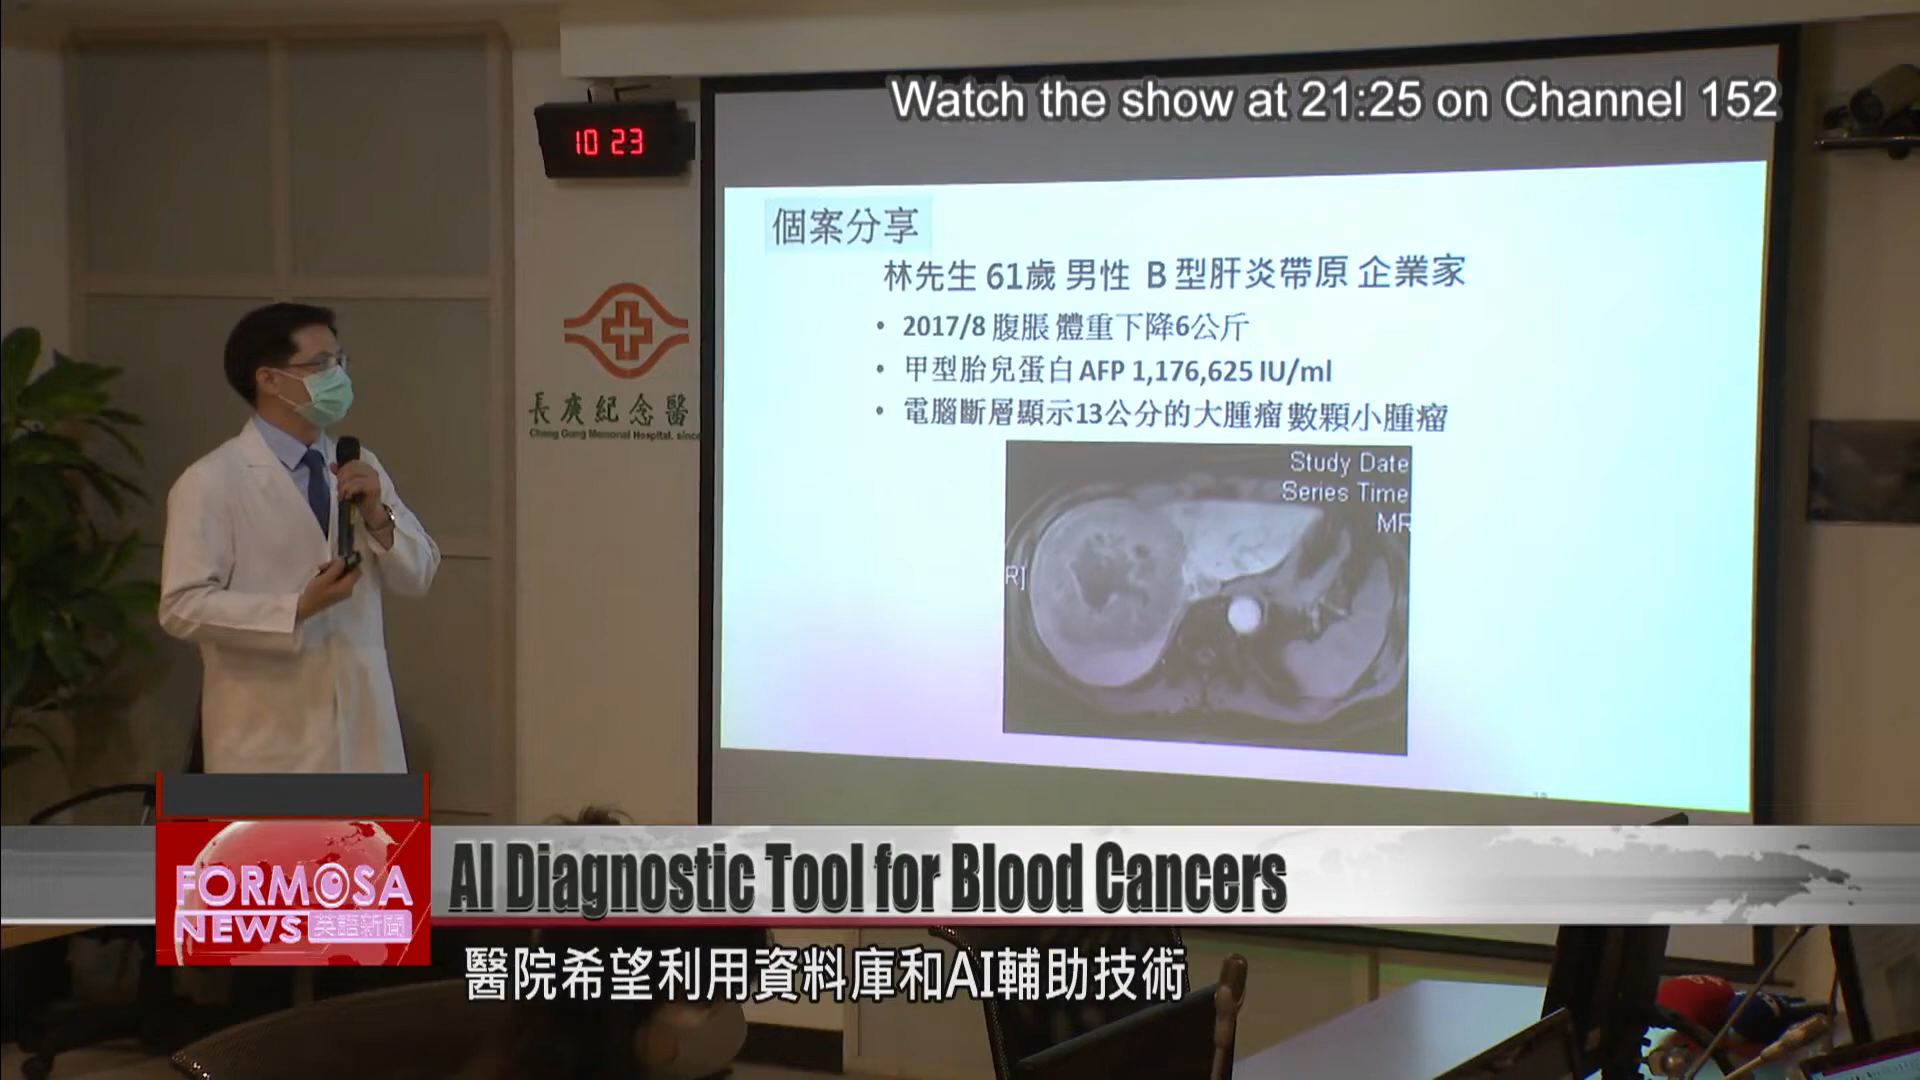 Watch the show at 21:25 on Channel 152
10 23
個案分享
林先生 61歲 男性 B 型肝炎帶原 企業家
• 2017/8 腹脹 體重下降6公斤
• 甲型胎兒蛋白 AFP 1,176,625 IU/ml
• 電腦斷層顯示13公分的大腫瘤 數顆小腫瘤
Study Date
Series Time
MR
R]
長庚紀念醫
Chang Gung Memorial Hospital. since
FORMOSA
NEWS 英語新聞
AI Diagnostic Tool for Blood Cancers
醫院希望利用資料庫和AI輔助技術